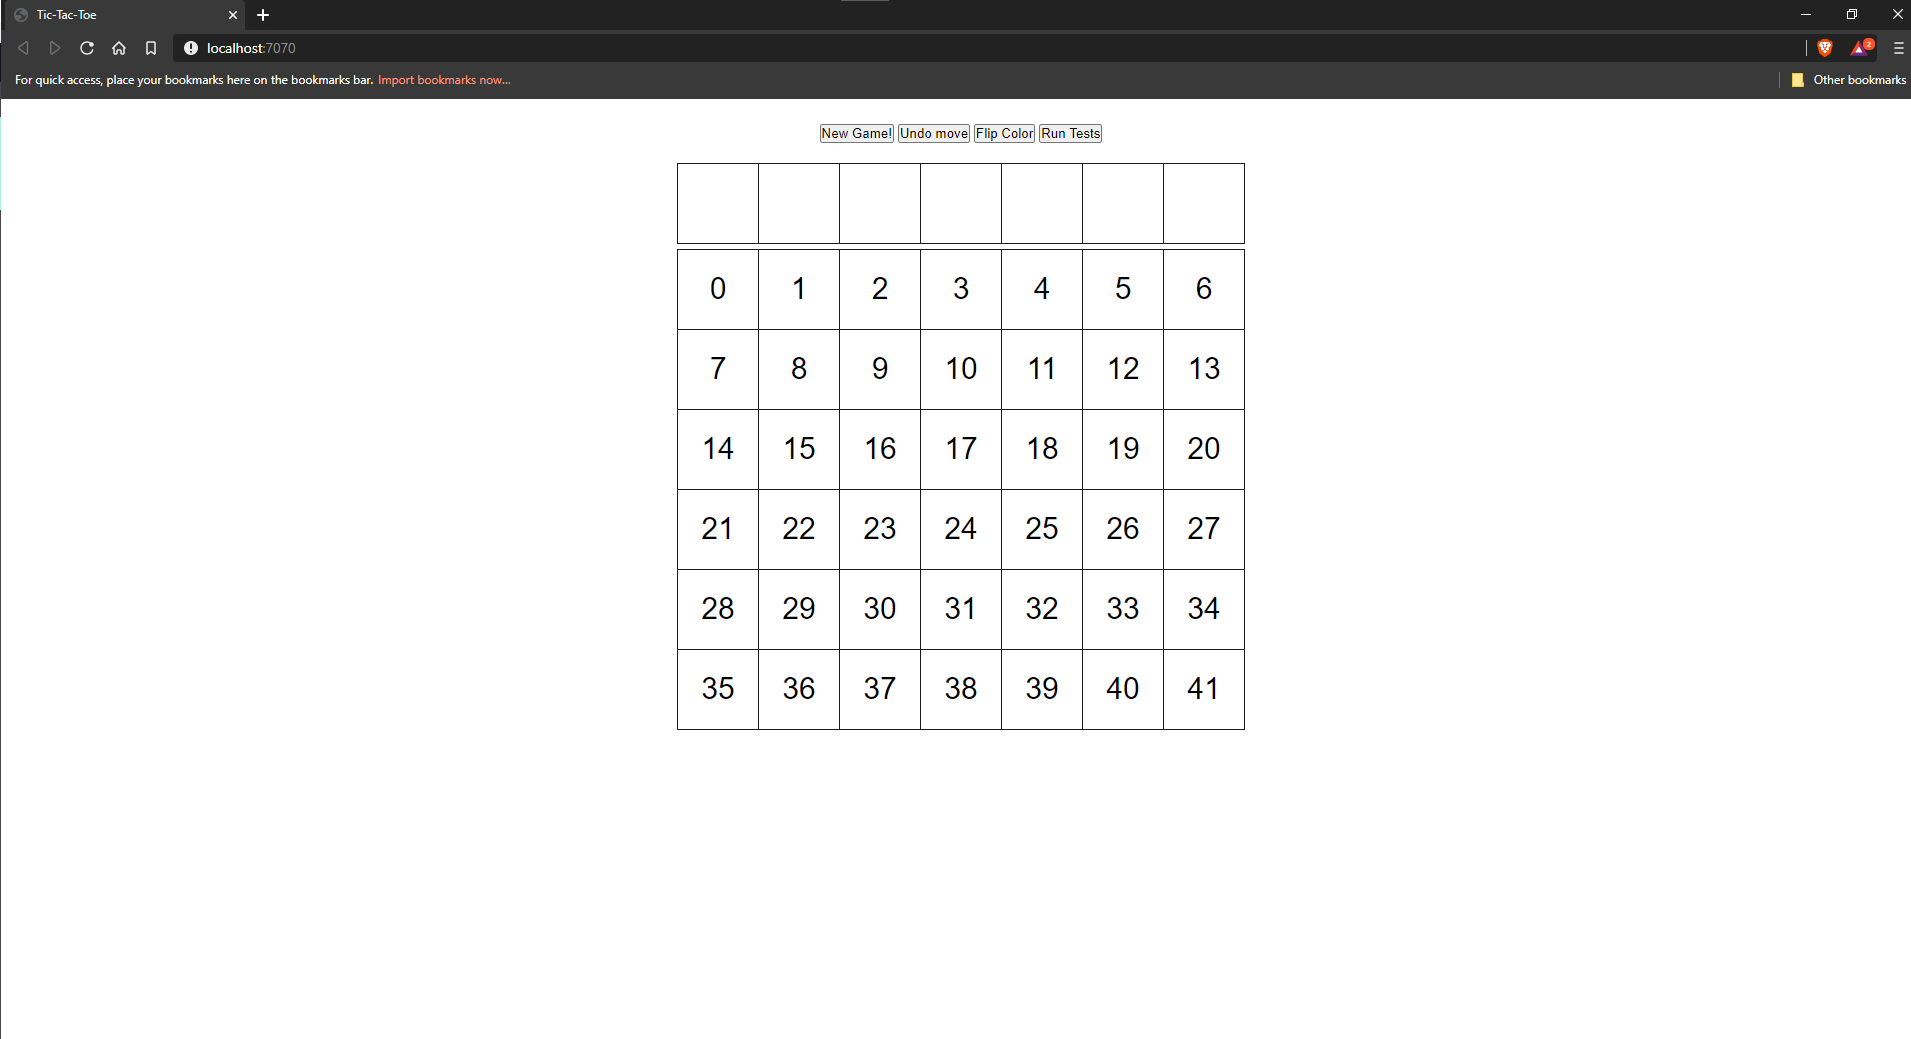 Tic-Tac-Toe
localhost:7070
2
For quick access, place your bookmarks here on the bookmarks bar. Import bookmarks now...
Other bookmarks
New Game! Undo move Flip Color Run Tests
0 1 2 3 4 5 6
7 8 9 10 11 12 13
14 15 16 17 18 19 20
21 22 23 24 25 26 27
28 29 30 31 32 33 34
35 36 37 38 39 40 41